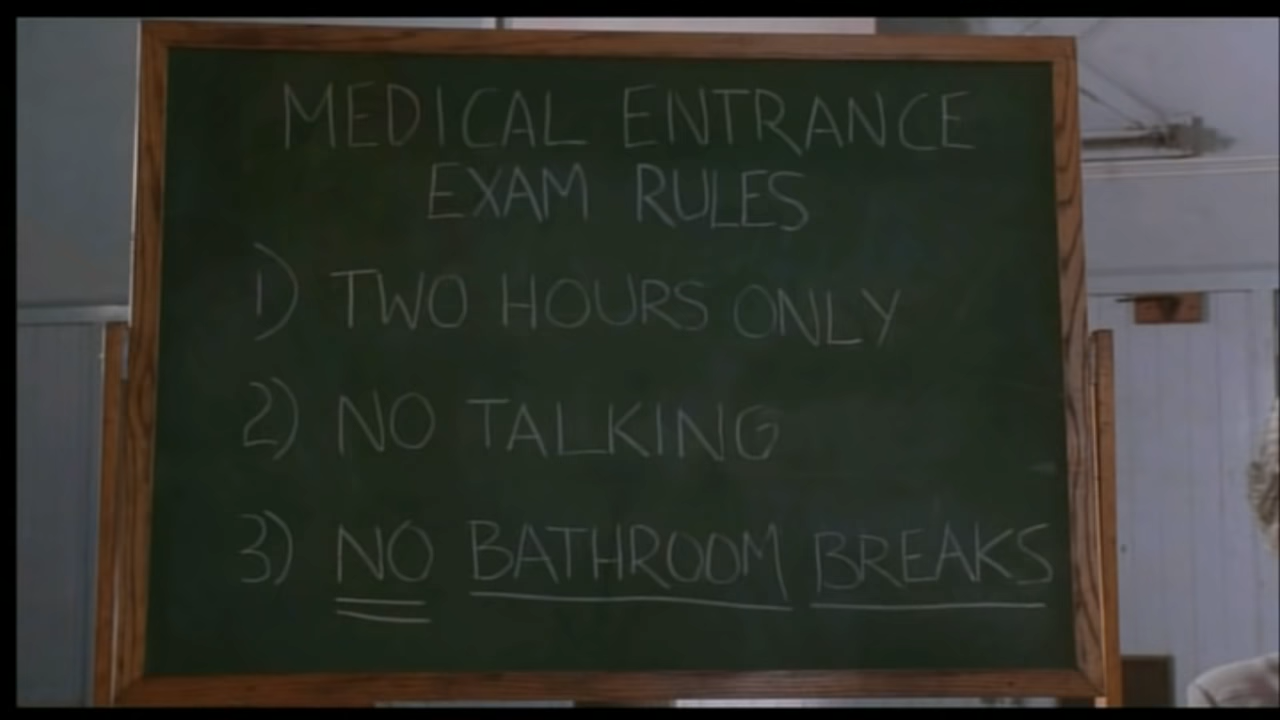 MEDICAL ENTRANCE
EXAM RULES
1) TWO HOURS ONLY
2) NO TALKING
3) NO BATHROOM BREAKS